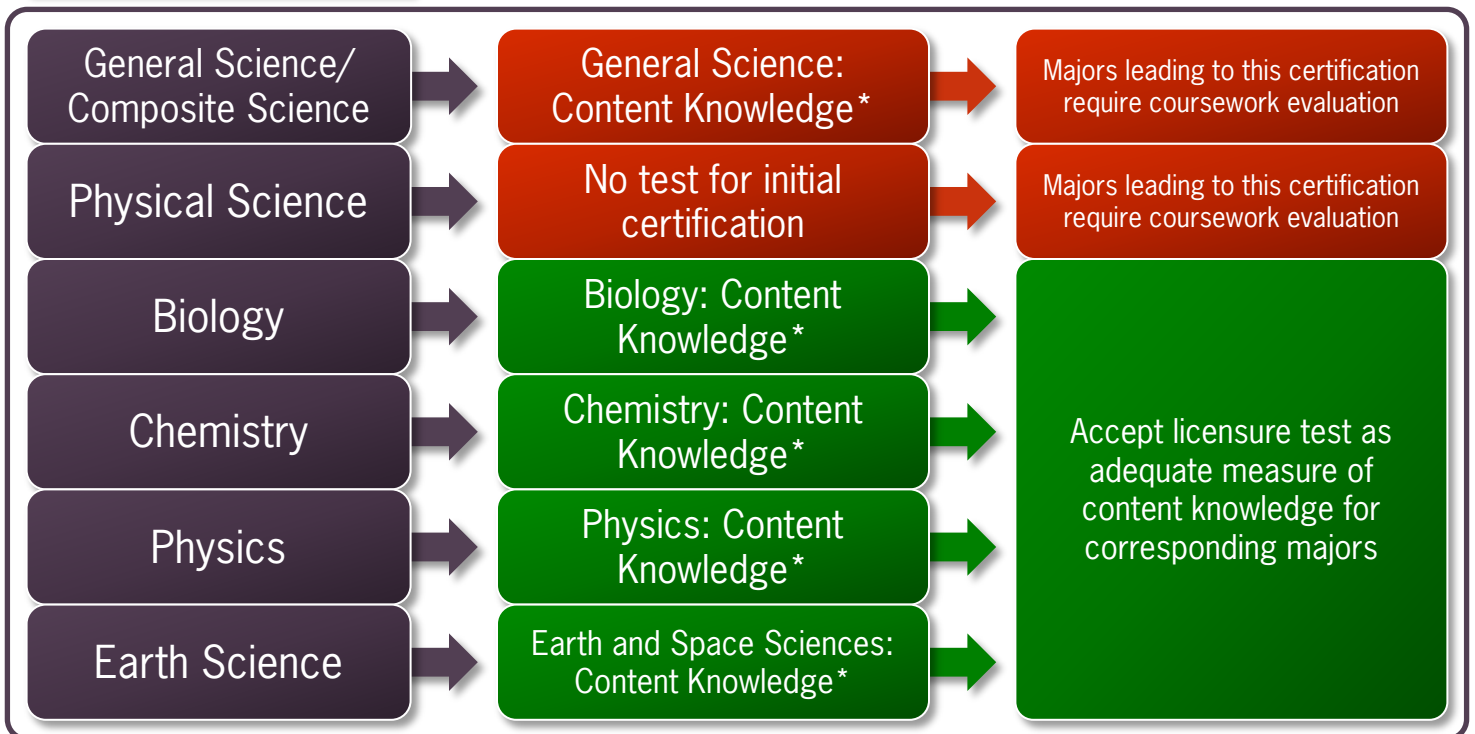 General Science/
Composite Science
General Science:
Content Knowledge*
Majors leading to this certification
require coursework evaluation
Physical Science
No test for initial
certification
Majors leading to this certification
require coursework evaluation
Biology
Biology: Content
Knowledge*
Chemistry
Chemistry: Content
Knowledge*
Physics
Physics: Content
Knowledge*
Earth Science
Earth and Space Sciences:
Content Knowledge*
Accept licensure test as
adequate measure of
content knowledge for
corresponding majors